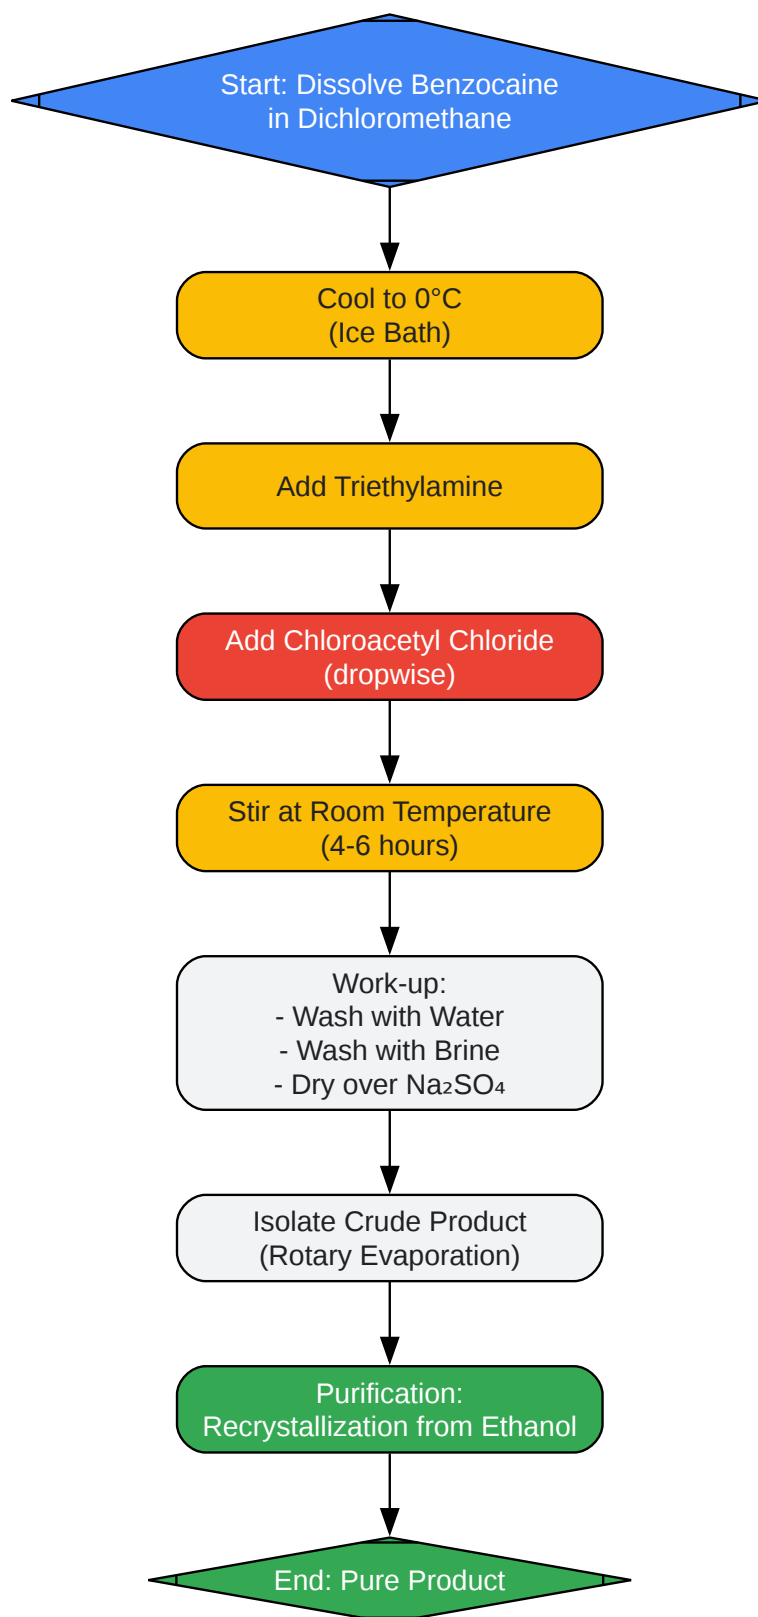 Start: Dissolve Benzocaine
in Dichloromethane
Cool to 0°C
(Ice Bath)
Add Triethylamine
Add Chloroacetyl Chloride
(dropwise)
Stir at Room Temperature
(4-6 hours)
Work-up:
- Wash with Water
- Wash with Brine
- Dry over Na₂SO₄
Isolate Crude Product
(Rotary Evaporation)
Purification:
Recrystallization from Ethanol
End: Pure Product